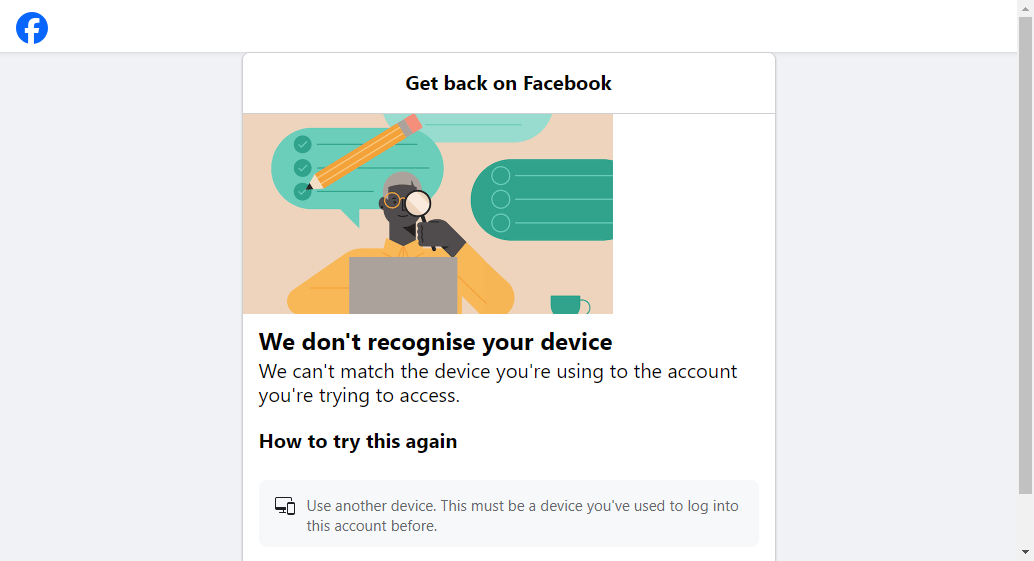 Get back on Facebook
We don't recognise your device
We can't match the device you're using to the account
you're trying to access.
How to try this again
Use another device. This must be a device you've used to log into
this account before.